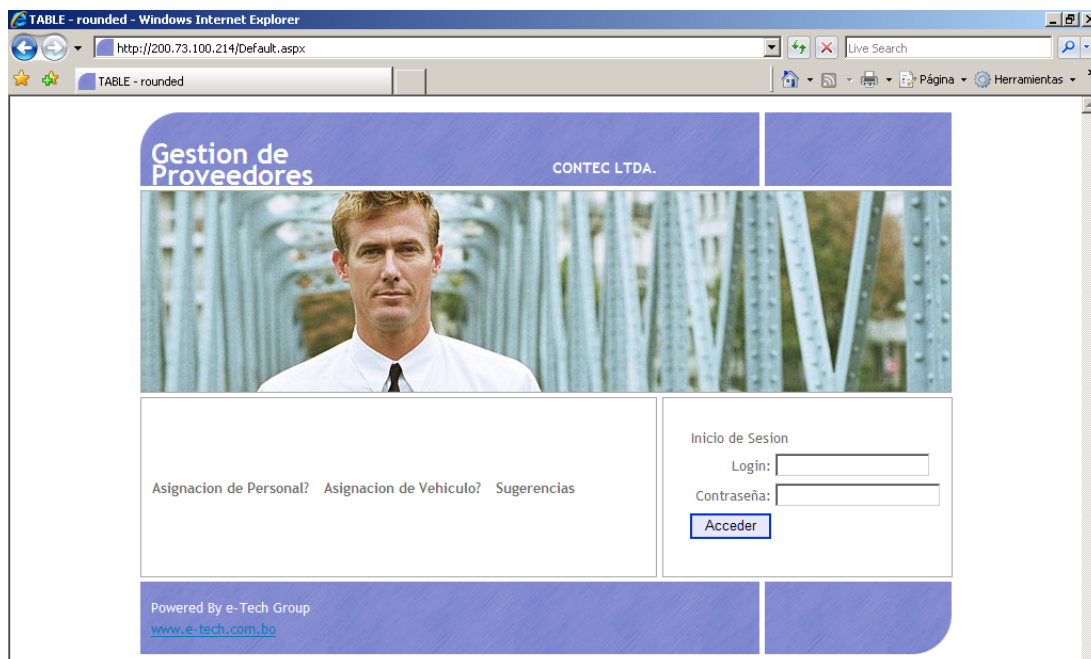 TABLE - rounded - Windows Internet Explorer
http://200.73.100.214/Default.aspx
Live Search
TABLE - rounded
Página
Herramientas
Gestion de
Proveedores
CONTEC LTDA.
Inicio de Sesion
Login:
Asignacion de Personal? Asignacion de Vehiculo? Sugerencias
Contraseña:
Acceder
Powered By e-Tech Group
www.e-tech.com.bo